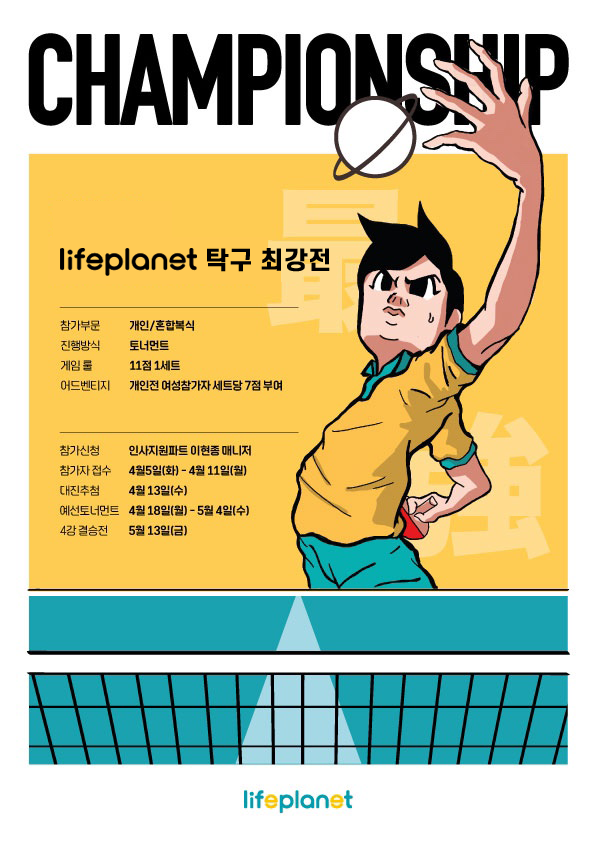 CHAMPIONSHIP
最
強
lifeplanet 탁구 최강전
참가부문 개인/혼합복식
진행방식 토너먼트
게임 룰 11점 1세트
어드벤티지 개인전 여성참가자 세트당 7점 부여
참가신청 인사지원파트 이현종 매니저
참가자 접수 4월5일(화) - 4월 11일(월)
대진추첨 4월 13일(수)
예선토너먼트 4월 18일(월) - 5월 4일(수)
4강 결승전 5월 13일(금)
lifeplanet